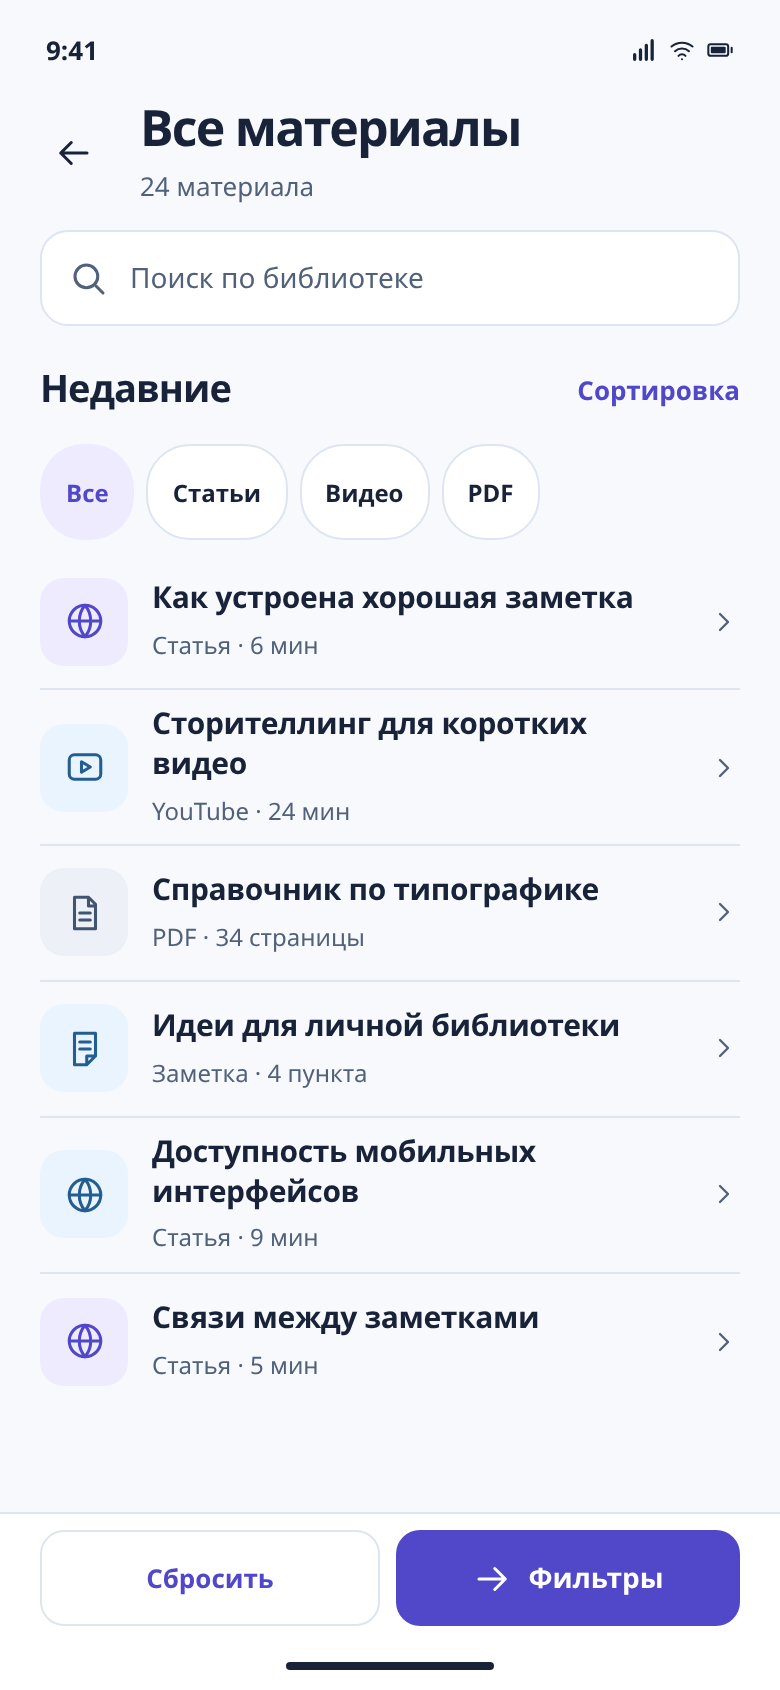 9:41
Все материалы
24 материала
Поиск по библиотеке
Недавние
Сортировка
Все
Статьи
Видео
PDF
Как устроена хорошая заметка
Статья · 6 мин
Сторителлинг для коротких
видео
YouTube · 24 мин
Справочник по типографике
PDF · 34 страницы
Идеи для личной библиотеки
Заметка · 4 пункта
Доступность мобильных
интерфейсов
Статья · 9 мин
Связи между заметками
Статья · 5 мин
Сбросить
Фильтры